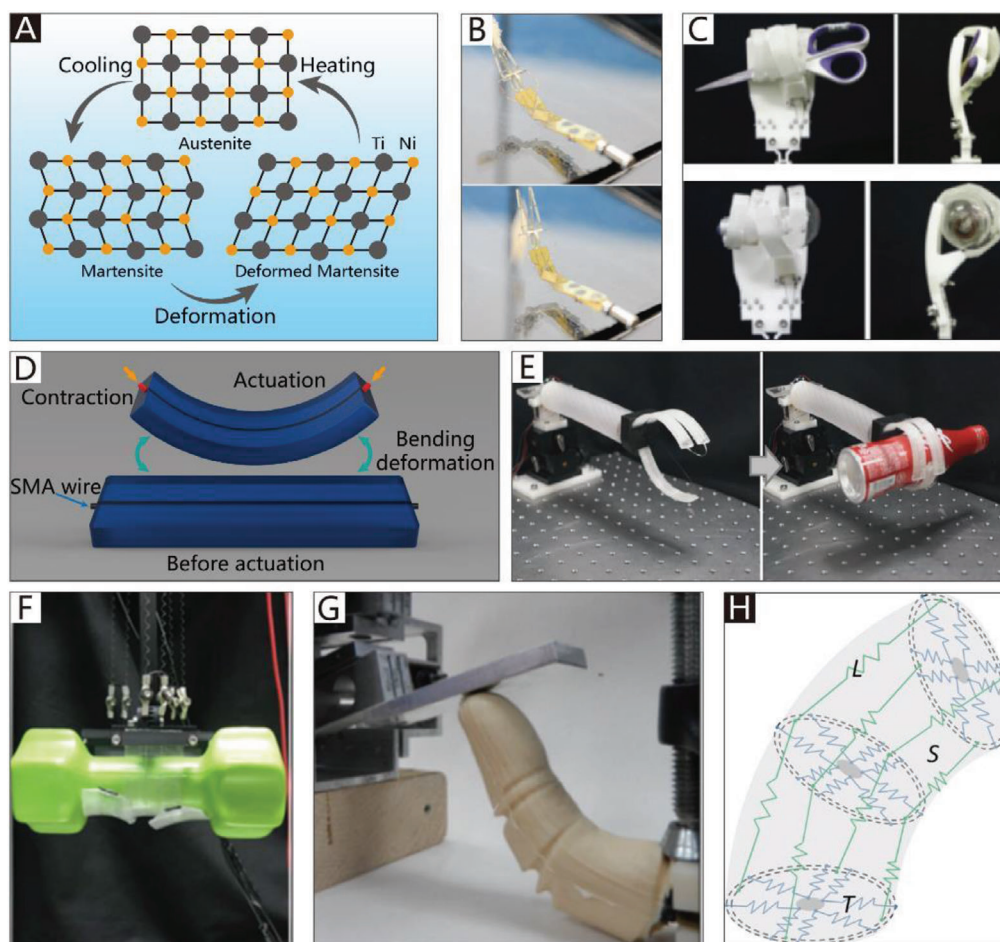 A
Cooling
Heating
Austenite
Ti Ni
Martensite
Deformed Martensite
Deformation
B
C
D
Contraction
Actuation
Bending
deformation
SMA wire
Before actuation
E
F
G
H
L
S
T